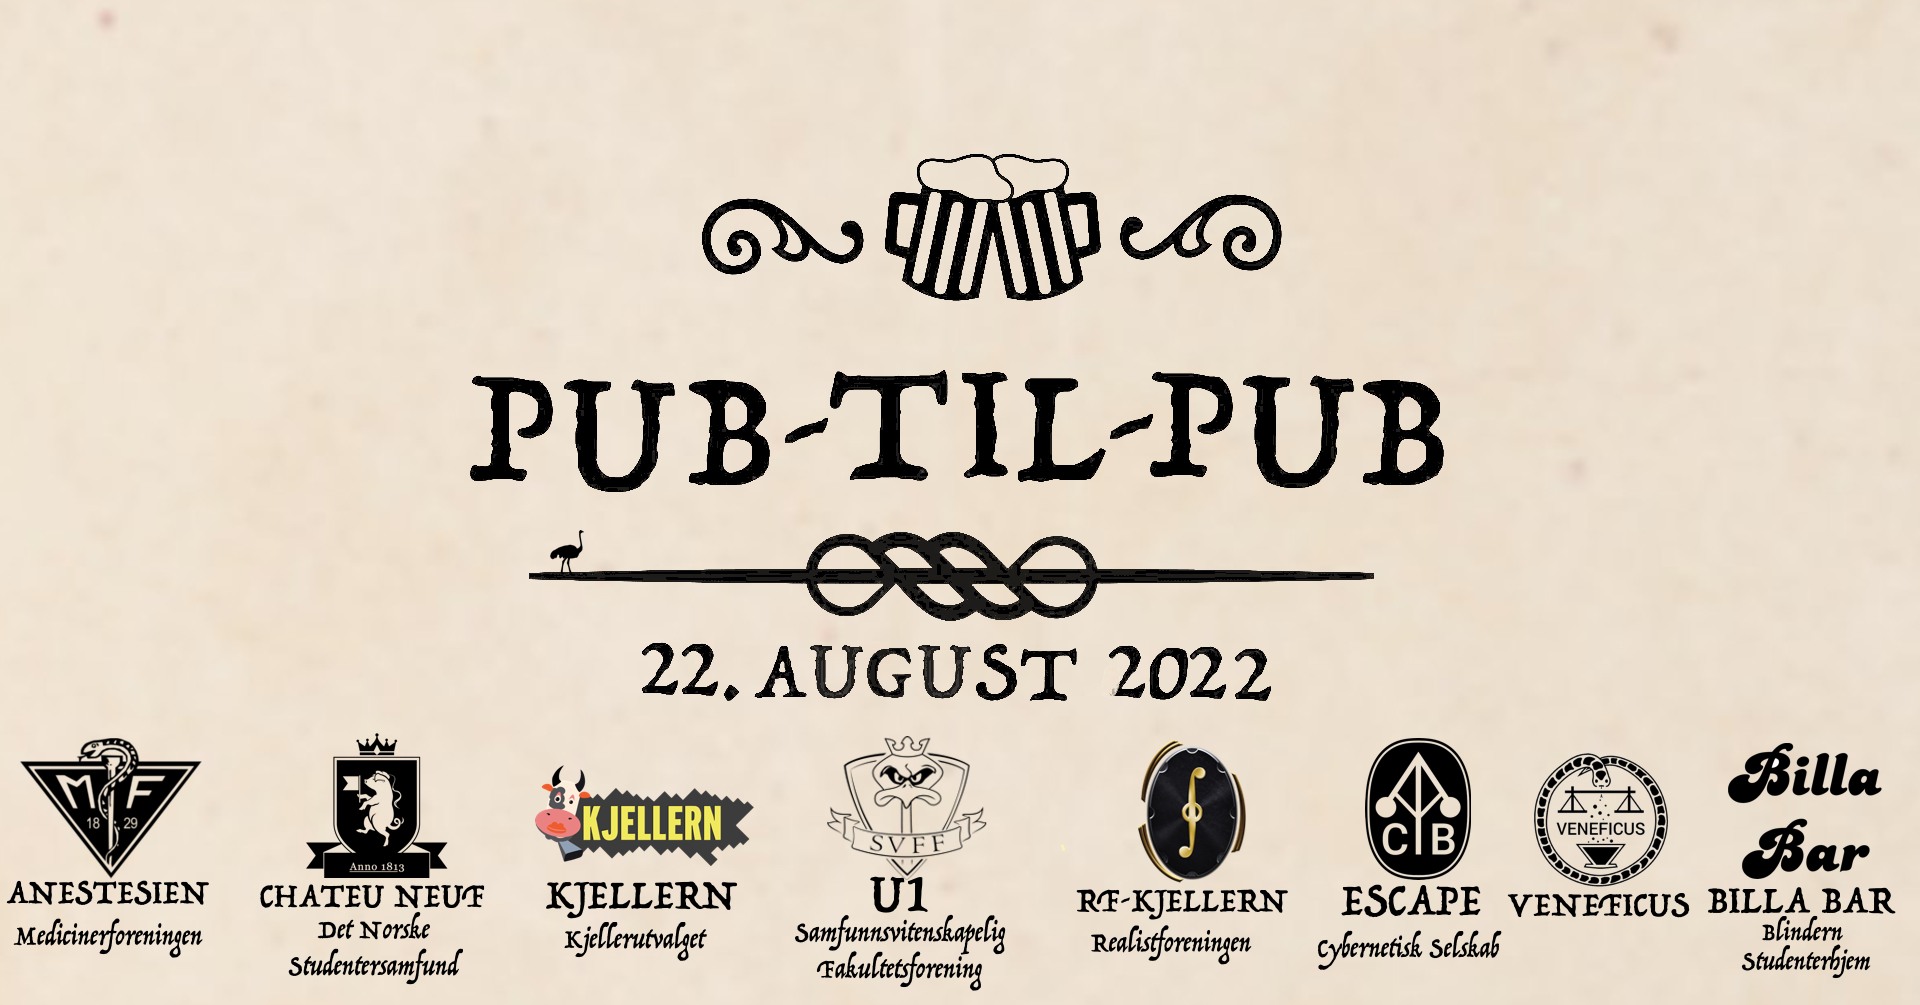 PUB-TIL-PUB
22. AUGUST 2022
M F
18 29
ANESTESIEN
Medicinerforeningen
Anno 1813
CHATEU NEUF
Det Norske
Studentersamfund
KJELLERN
KJELLERN
Kjellerutvalget
SVFF
U1
Samfunnsvitenskapelig
Fakultetsforening
RF-KJELLERN
Realistforeningen
CYB
ESCAPE
Cybernetisk Selskab
VENEFICUS
VENEFICUS
Billa
Bar
BILLA BAR
Blindern
Studenterhjem